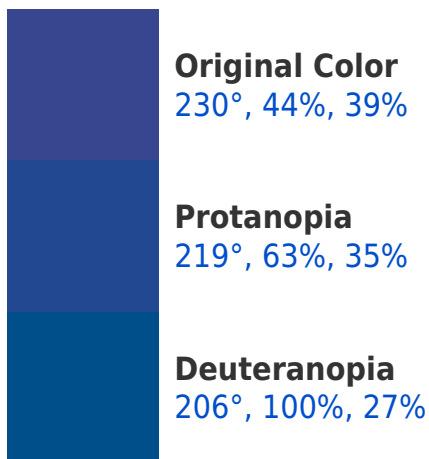 Original Color
230°, 44%, 39%
Protanopia
219°, 63%, 35%
Deuteranopia
206°, 100%, 27%